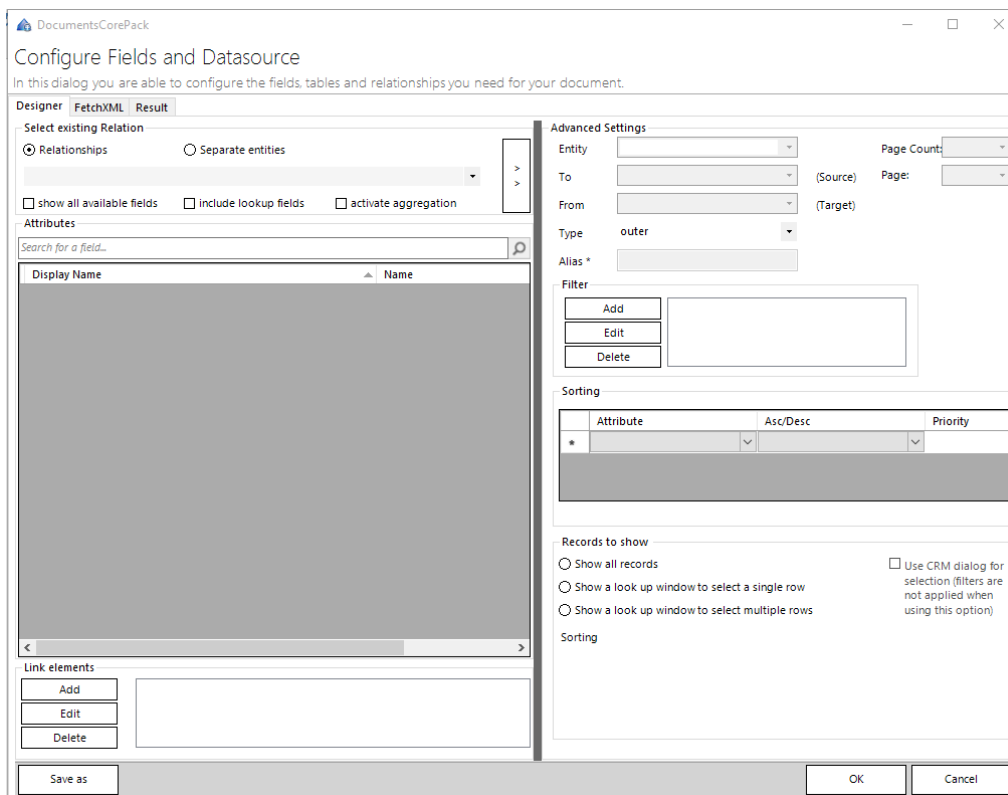 DocumentsCorePack
Configure Fields and Datasource
In this dialog you are able to configure the fields, tables and relationships you need for your document.
Designer FetchXML Result
Select existing Relation
Relationships Separate entities
>
>
show all available fields include lookup fields activate aggregation
Attributes
Search for a field...
Display Name Name
Link elements
Add
Edit
Delete
Advanced Settings
Entity Page Count:
To (Source) Page:
From (Target)
Type outer
Alias *
Filter
Add
Edit
Delete
Sorting
Attribute Asc/Desc Priority
*
Records to show
Show all records
Show a look up window to select a single row
Show a look up window to select multiple rows
Use CRM dialog for
selection (filters are
not applied when
using this option)
Sorting
Save as OK Cancel